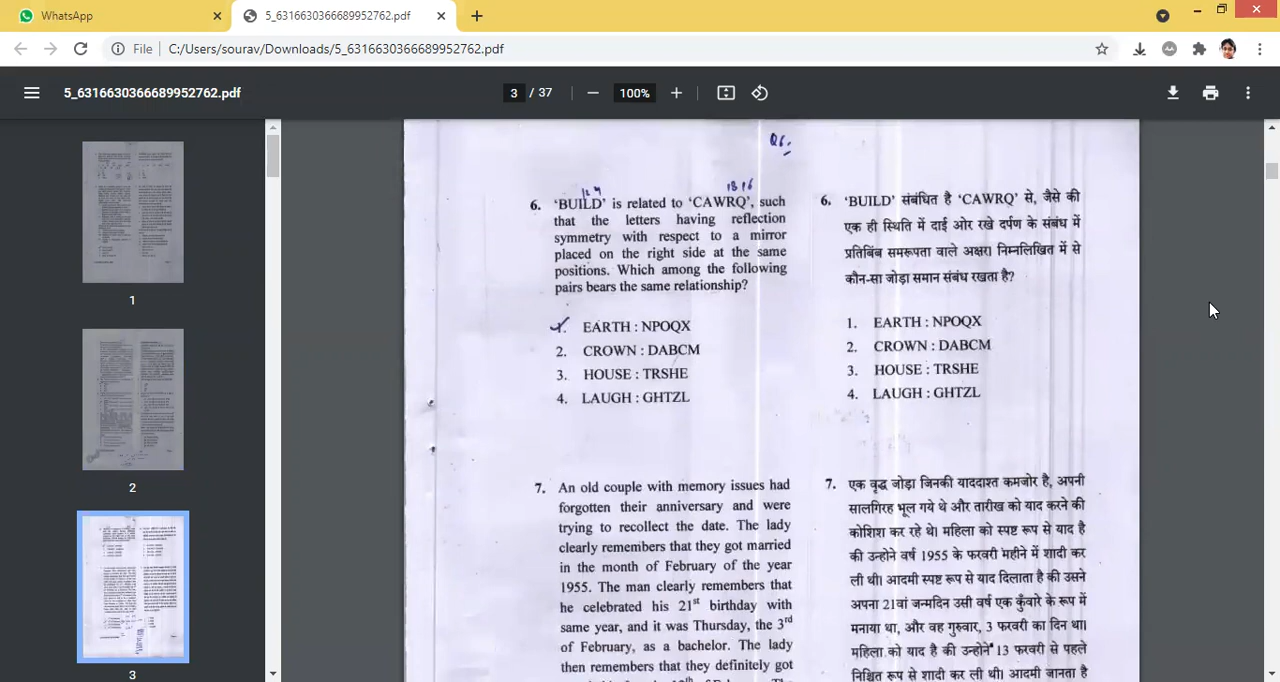 WhatsApp
5_6316630366689952762.pdf
File
C:/Users/sourav/Downloads/5_6316630366689952762.pdf
5_6316630366689952762.pdf
3 / 37
100%
1
2
3
Q6:
12 9
18 16
6. 'BUILD' is related to 'CAWRQ', such
that the letters having reflection
symmetry with respect to a mirror
placed on the right side at the same
positions. Which among the following
pairs bears the same relationship?
1. EARTH : NPOQX
2. CROWN : DABCM
3. HOUSE : TRSHE
4. LAUGH : GHTZL
7. An old couple with memory issues had
forgotten their anniversary and were
trying to recollect the date. The lady
clearly remembers that they got married
in the month of February of the year
1955. The man clearly remembers that
he celebrated his 21st birthday with
same year, and it was Thursday, the 3rd
of February, as a bachelor. The lady
then remembers that they definitely got
6. 'BUILD' संबंधित है 'CAWRQ' से, जैसे की
एक ही स्थिति में दाई ओर रखे दर्पण के संबंध में
प्रतिबिंब समरूपता वाले अक्षरा निम्नलिखित में से
कौन-सा जोड़ा समान संबंध रखता है?
1. EARTH : NPOQX
2. CROWN : DABCM
3. HOUSE : TRSHE
4. LAUGH : GHTZL
7. एक वृद्ध जोड़ा जिनकी याददाश्त कमजोर है, अपनी
सालगिरह भूल गये थे और तारीख को याद करने की
कोशिश कर रहे थे। महिला को स्पष्ट रूप से याद है
की उन्होने वर्ष 1955 के फरवरी महीने में शादी कर
ली थी। आदमी स्पष्ट रूप से याद दिलाता है की उसने
अपना 21वां जन्मदिन उसी वर्ष एक कुँवारे के रूप में
मनाया था, और वह गुरुवार, 3 फरवरी का दिन था।
महिला को याद है की उन्होंने 13 फरवरी से पहले
निश्चित रूप से शादी कर ली थी। आदमी जानता है